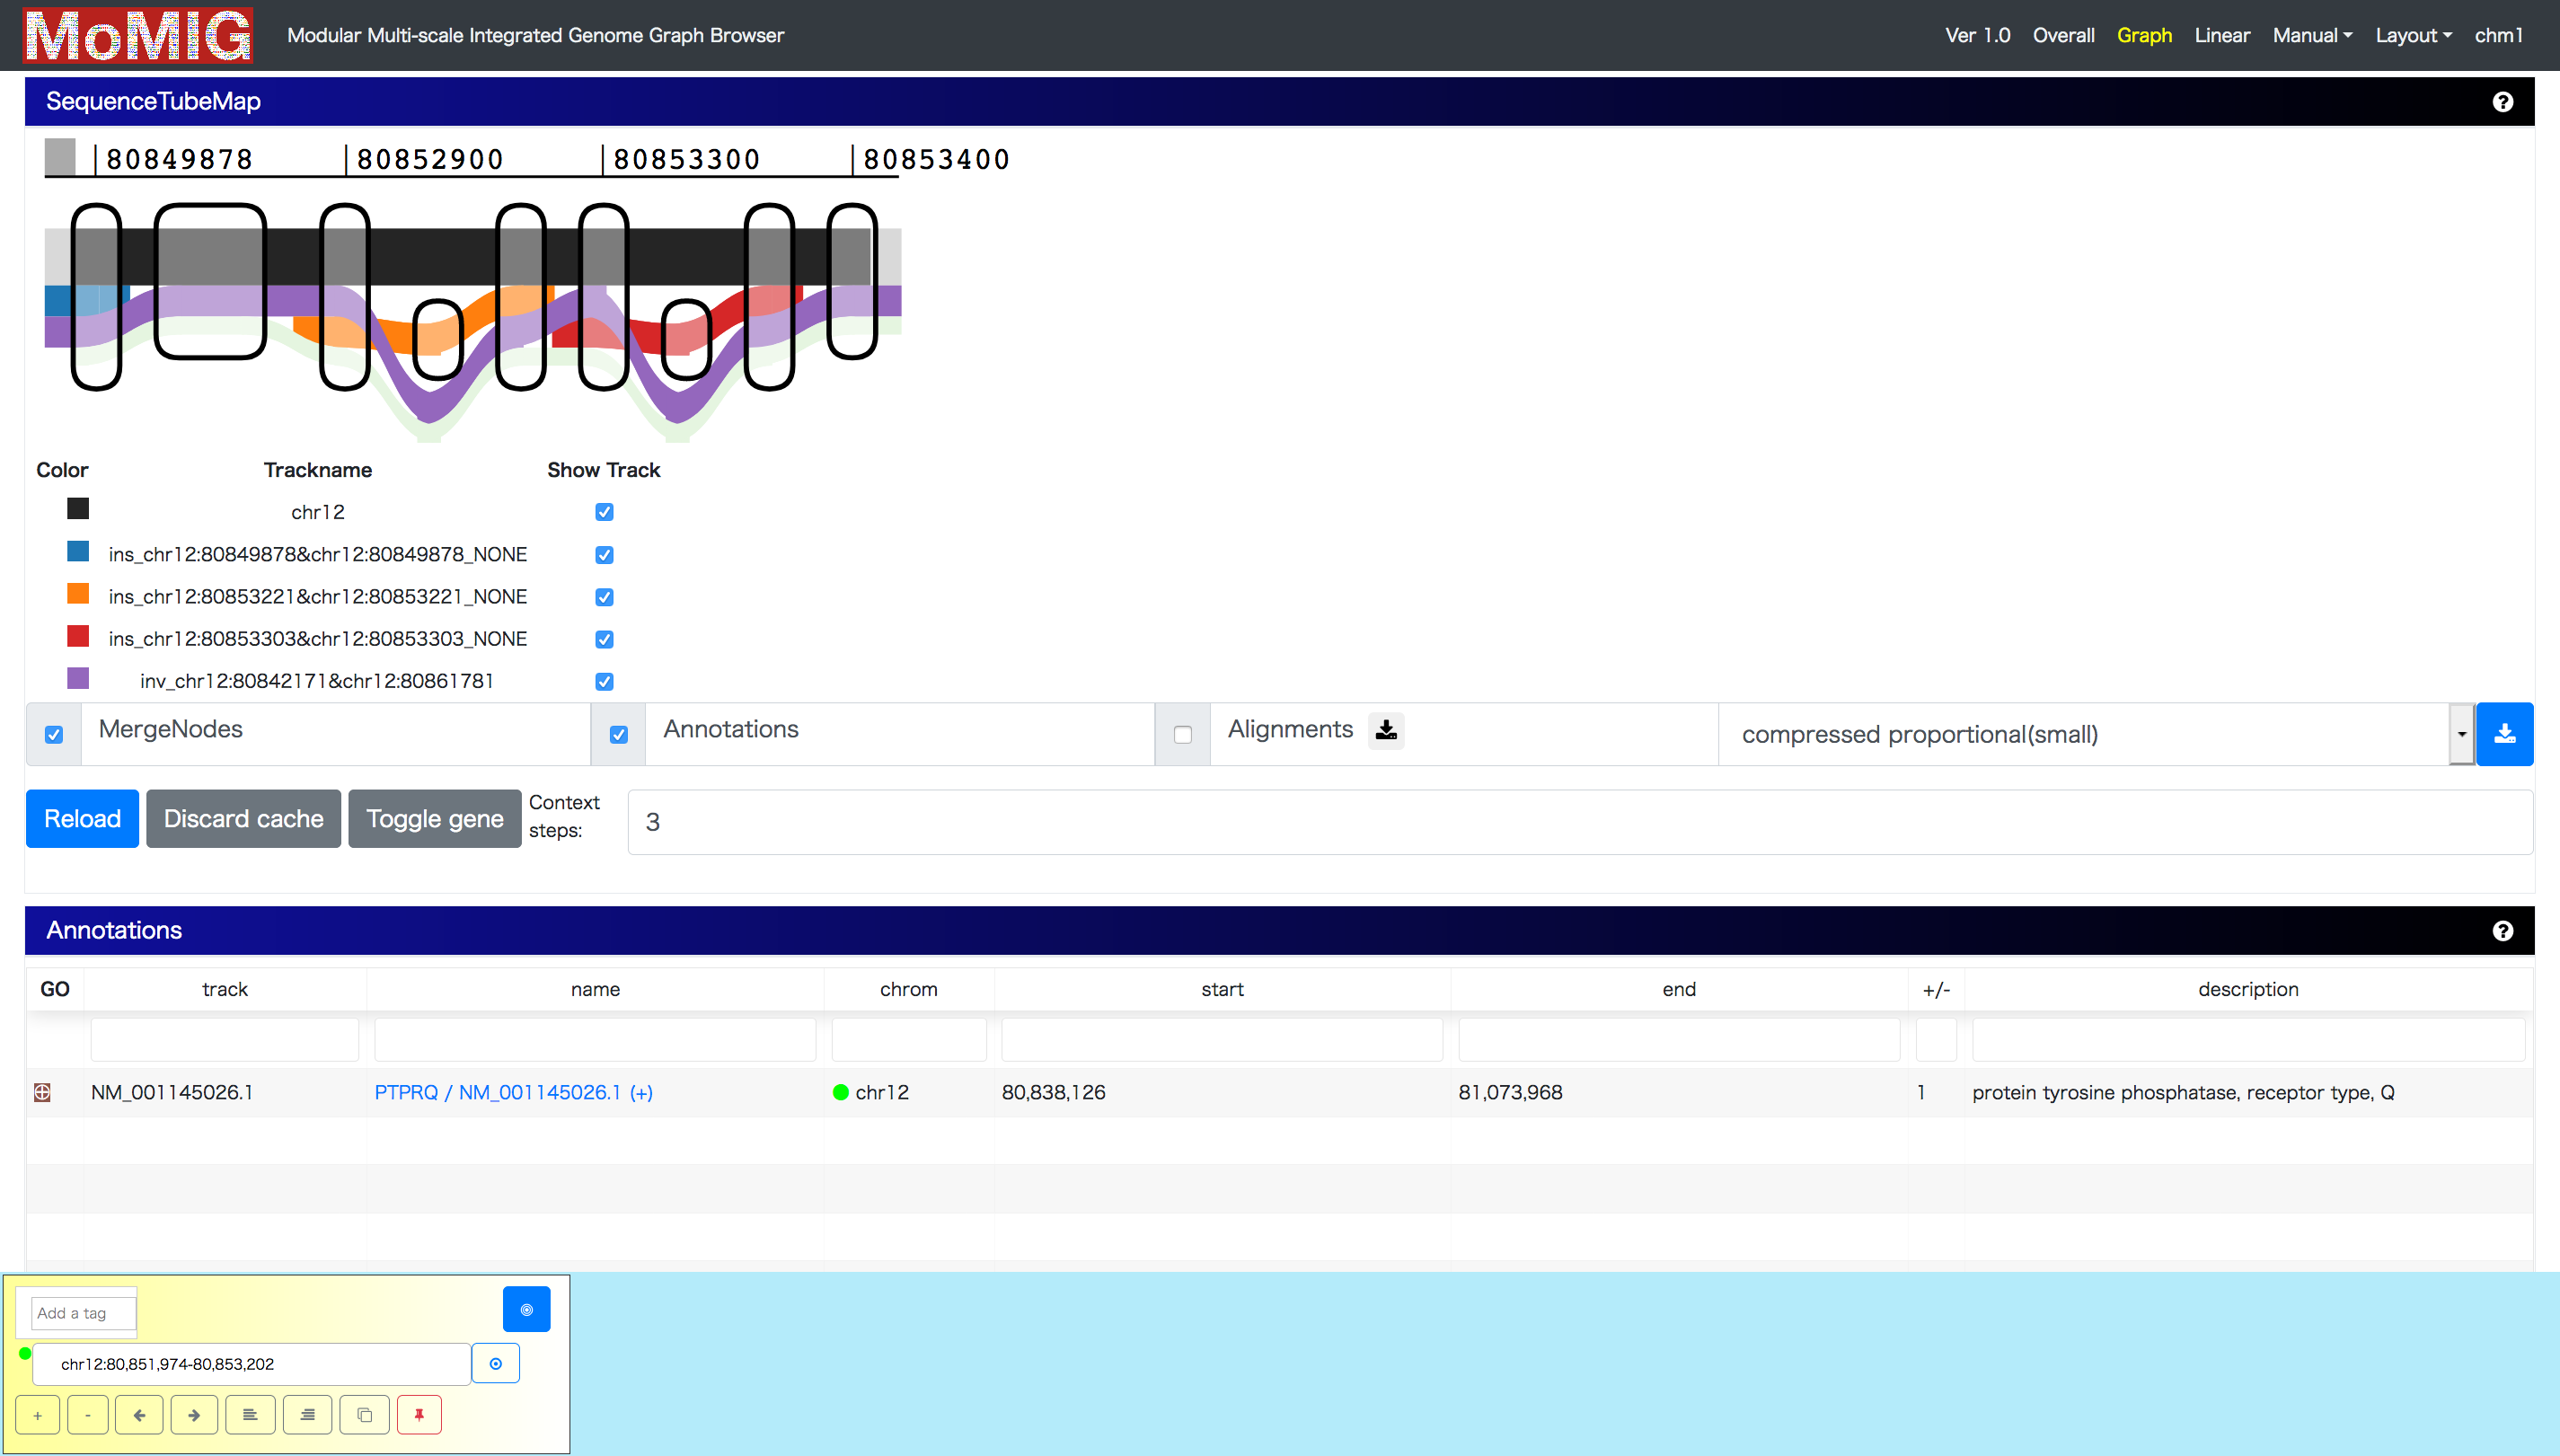 MoMIG Modular Multi-scale Integrated Genome Graph Browser Ver 1.0 Overall Graph Linear Manual Layout chm1
SequenceTubeMap
|80849878 |80852900 |80853300 |80853400
Color Trackname Show Track
chr12
ins_chr12:80849878&chr12:80849878_NONE
ins_chr12:80853221&chr12:80853221_NONE
ins_chr12:80853303&chr12:80853303_NONE
inv_chr12:80842171&chr12:80861781
MergeNodes Annotations Alignments compressed proportional(small)
Reload Discard cache Toggle gene Context steps: 3
Annotations
GO track name chrom start end +/- description
NM_001145026.1 PTPRQ / NM_001145026.1 (+) chr12 80,838,126 81,073,968 1 protein tyrosine phosphatase, receptor type, Q
Add a tag
chr12:80,851,974-80,853,202
+ -